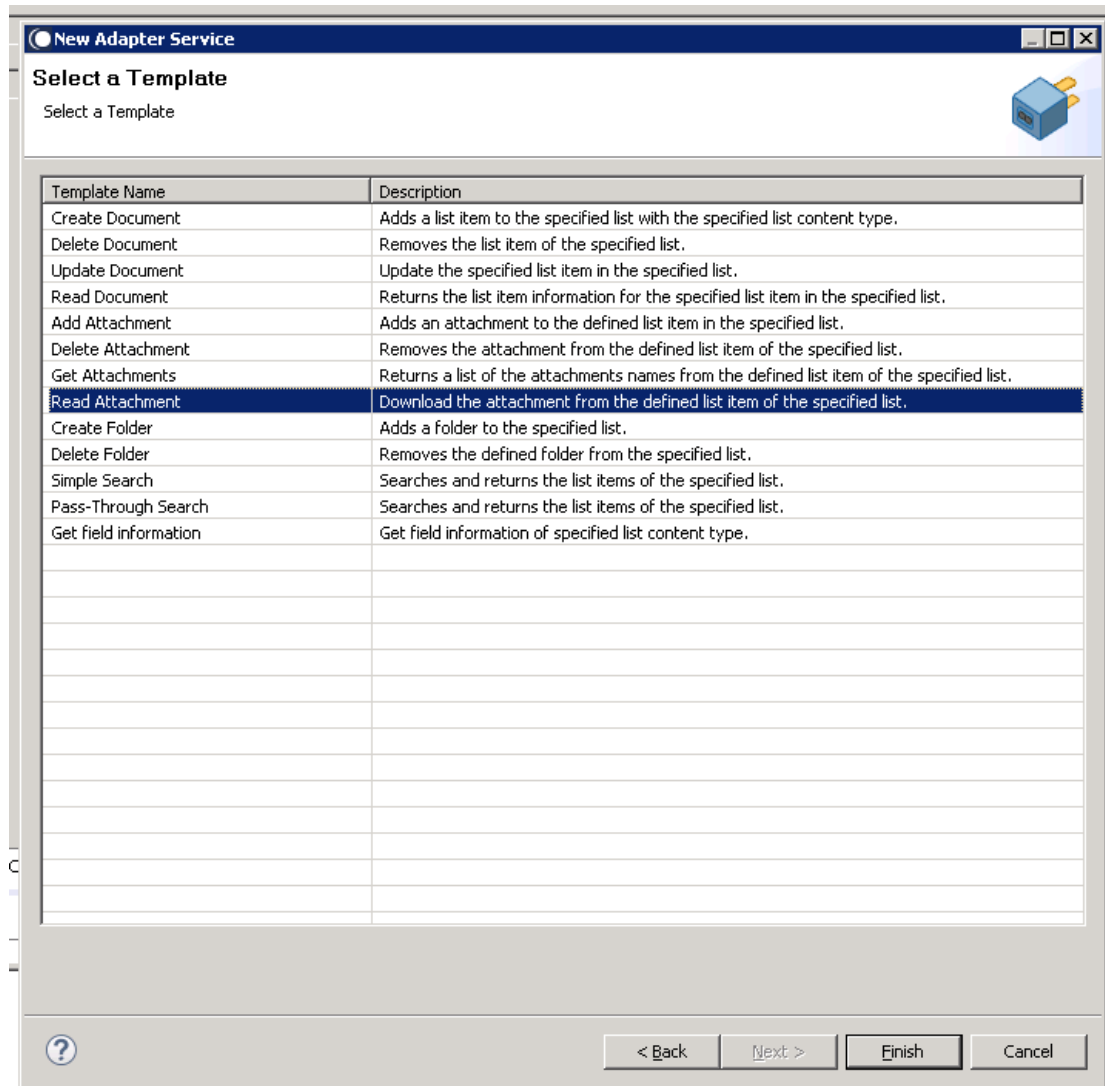 New Adapter Service
Select a Template
Select a Template
Template Name Description
Create Document Adds a list item to the specified list with the specified list content type.
Delete Document Removes the list item of the specified list.
Update Document Update the specified list item in the specified list.
Read Document Returns the list item information for the specified list item in the specified list.
Add Attachment Adds an attachment to the defined list item in the specified list.
Delete Attachment Removes the attachment from the defined list item of the specified list.
Get Attachments Returns a list of the attachments names from the defined list item of the specified list.
Read Attachment Download the attachment from the defined list item of the specified list.
Create Folder Adds a folder to the specified list.
Delete Folder Removes the defined folder from the specified list.
Simple Search Searches and returns the list items of the specified list.
Pass-Through Search Searches and returns the list items of the specified list.
Get field information Get field information of specified list content type.
? < Back Next > Finish Cancel